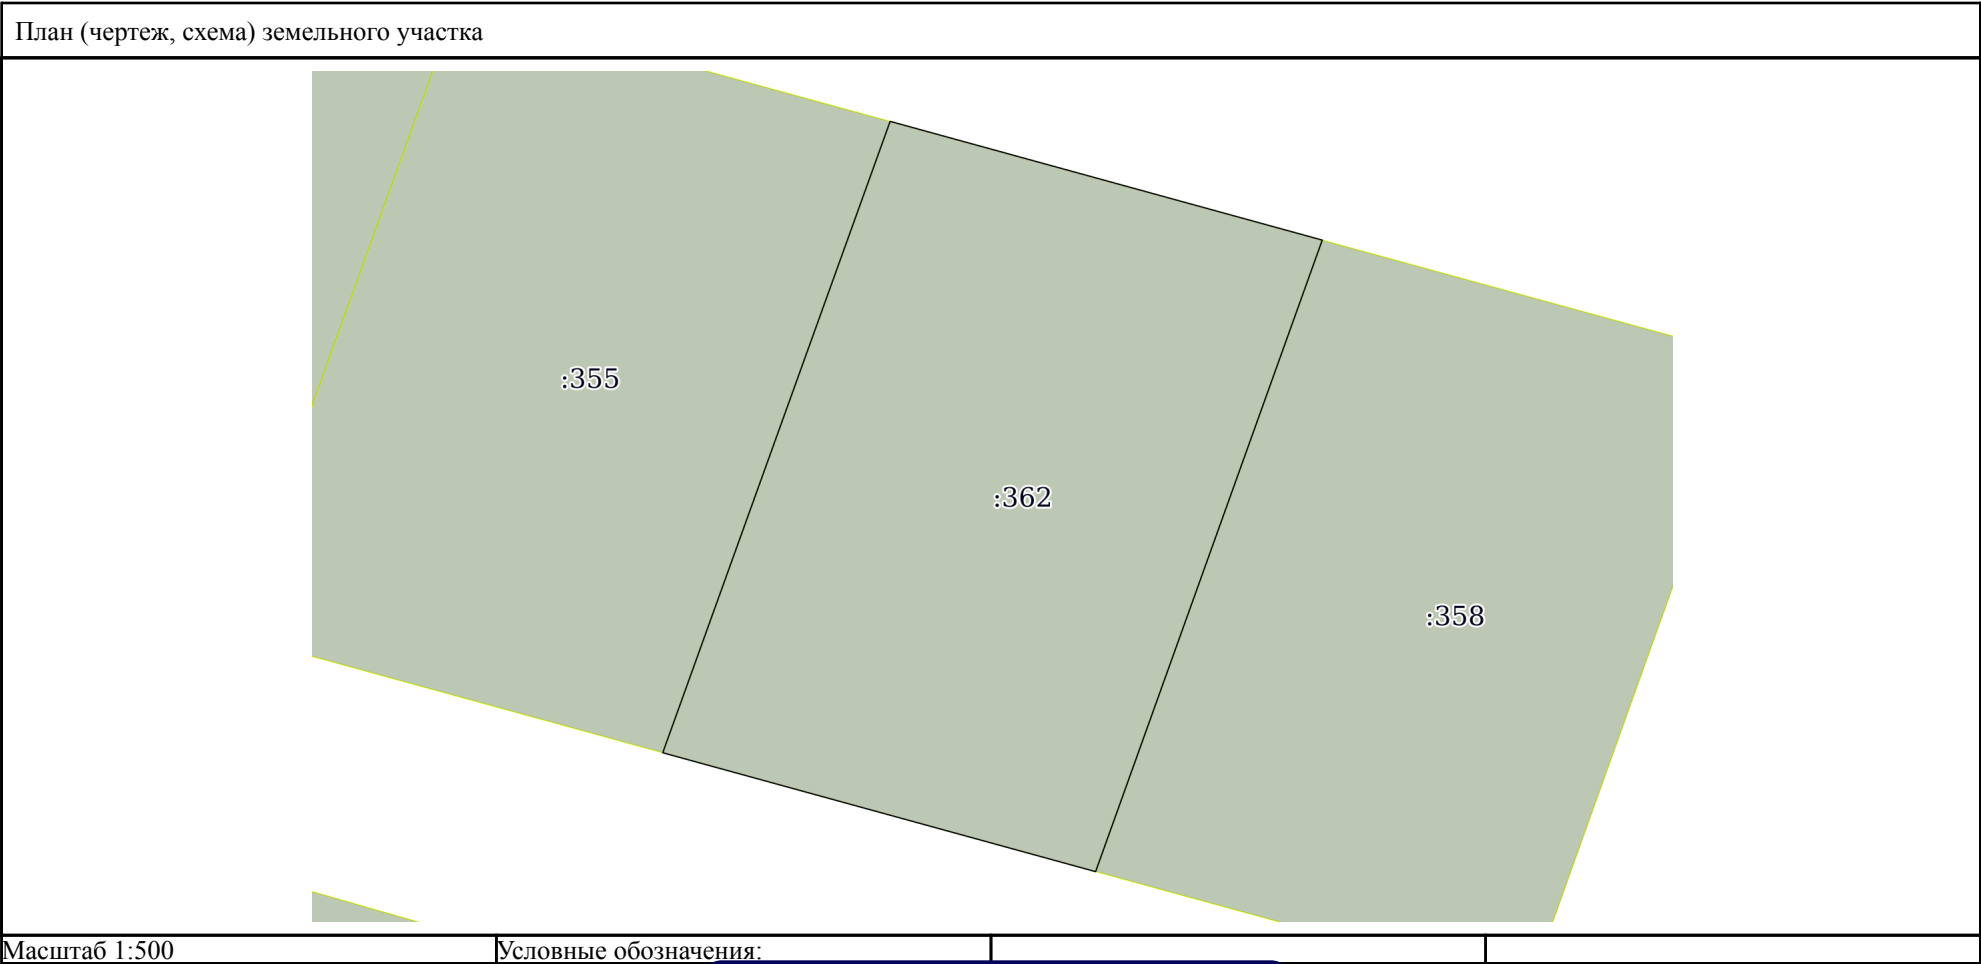 План (чертеж, схема) земельного участка
:355
:362
:358
Масштаб 1:500
Условные обозначения: